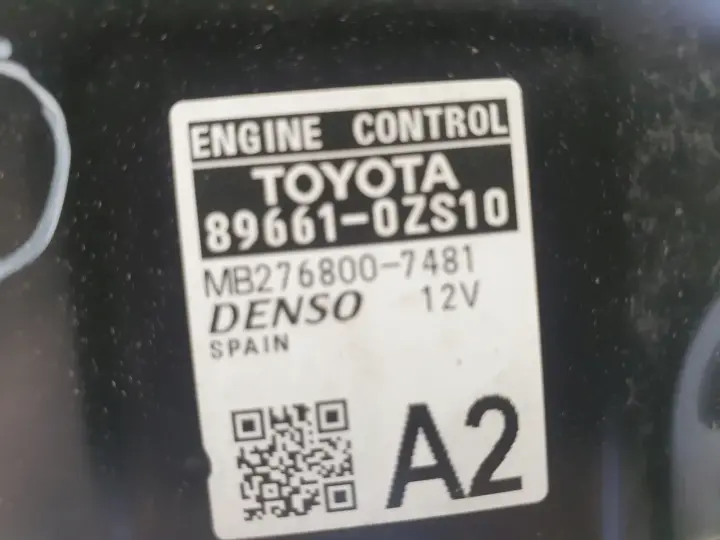 ENGINE CONTROL
TOYOTA
89661-0ZS10
MB276800-7481
DENSO 12V
SPAIN
A2